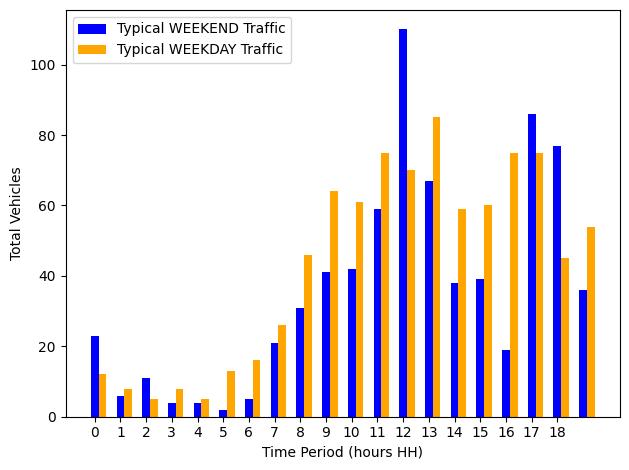 Typical WEEKEND Traffic
Typical WEEKDAY Traffic
Total Vehicles
100
80
60
40
20
0
0 1 2 3 4 5 6 7 8 9 10 11 12 13 14 15 16 17 18
Time Period (hours HH)